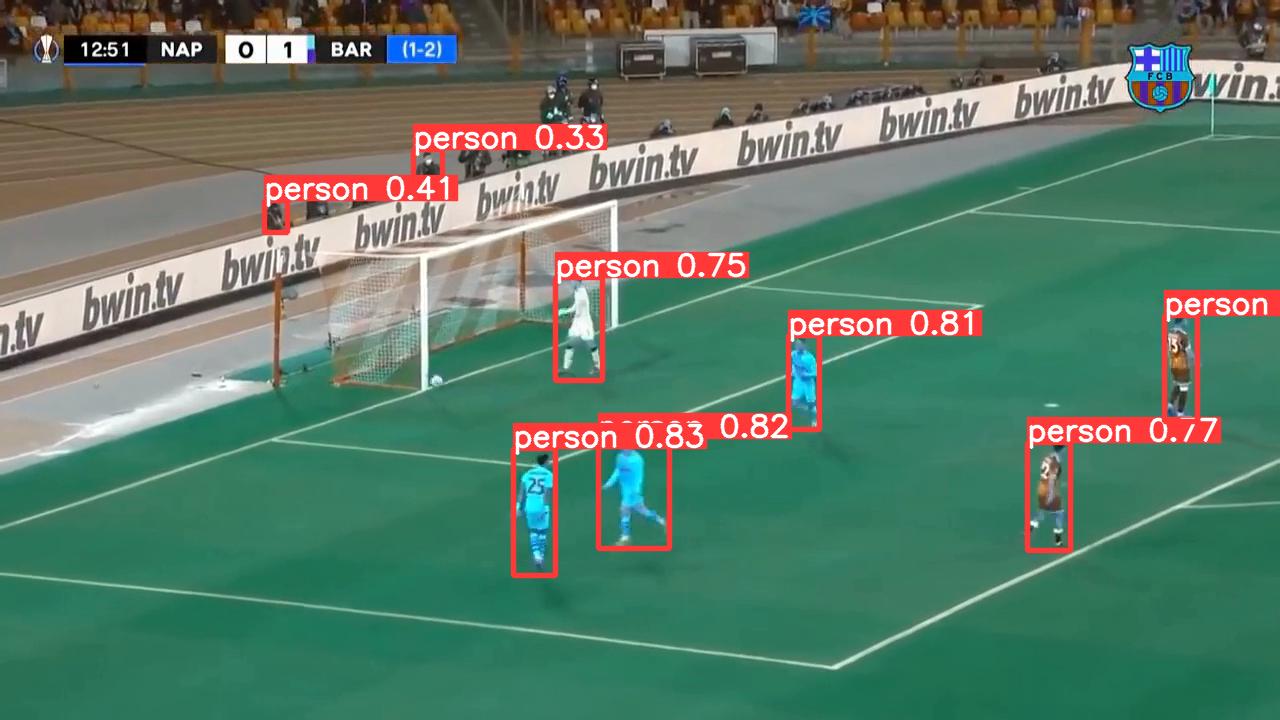 12:51 NAP 0 1 BAR (1-2)
FCB
bwin.tv
bwin.tv
bwin.tv
bwin.tv
bwin.tv
bwin.tv
bwin.tv
bwin.tv
person 0.33
person 0.41
person 0.75
person
person 0.81
person 0.77
0.82
person 0.83
25